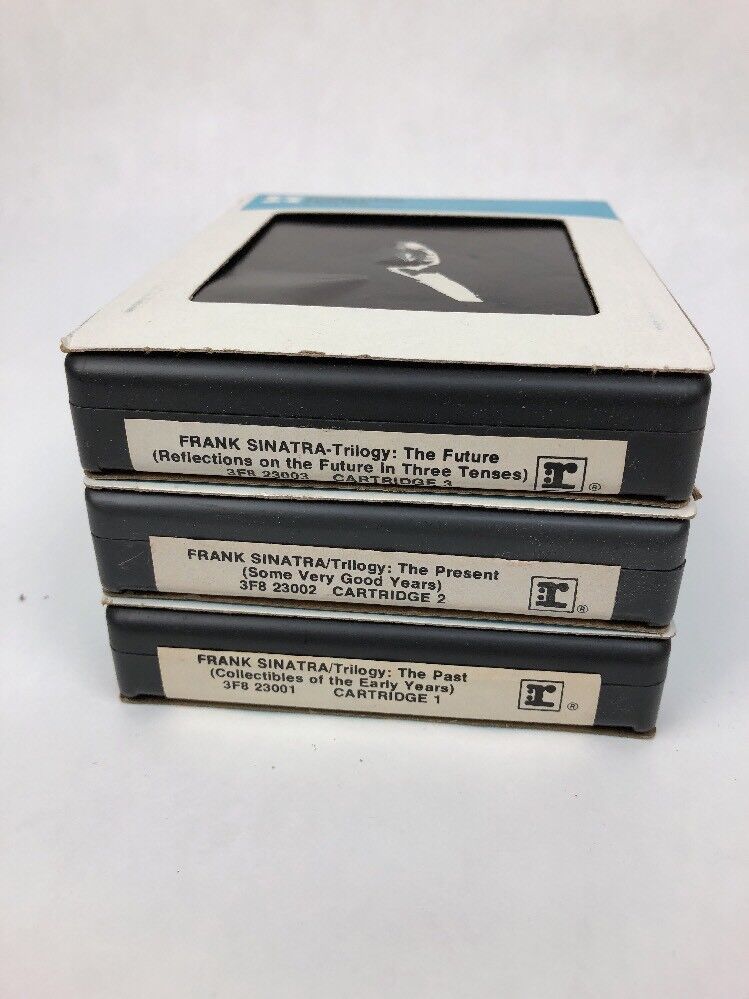 FRANK SINATRA-Trilogy: The Future
(Reflections on the Future in Three Tenses)
3F8 23003 CARTRIDGE 3
r ®
FRANK SINATRA/Trilogy: The Present
(Some Very Good Years)
3F8 23002 CARTRIDGE 2
r ®
FRANK SINATRA/Trilogy: The Past
(Collectibles of the Early Years)
3F8 23001 CARTRIDGE 1
r ®